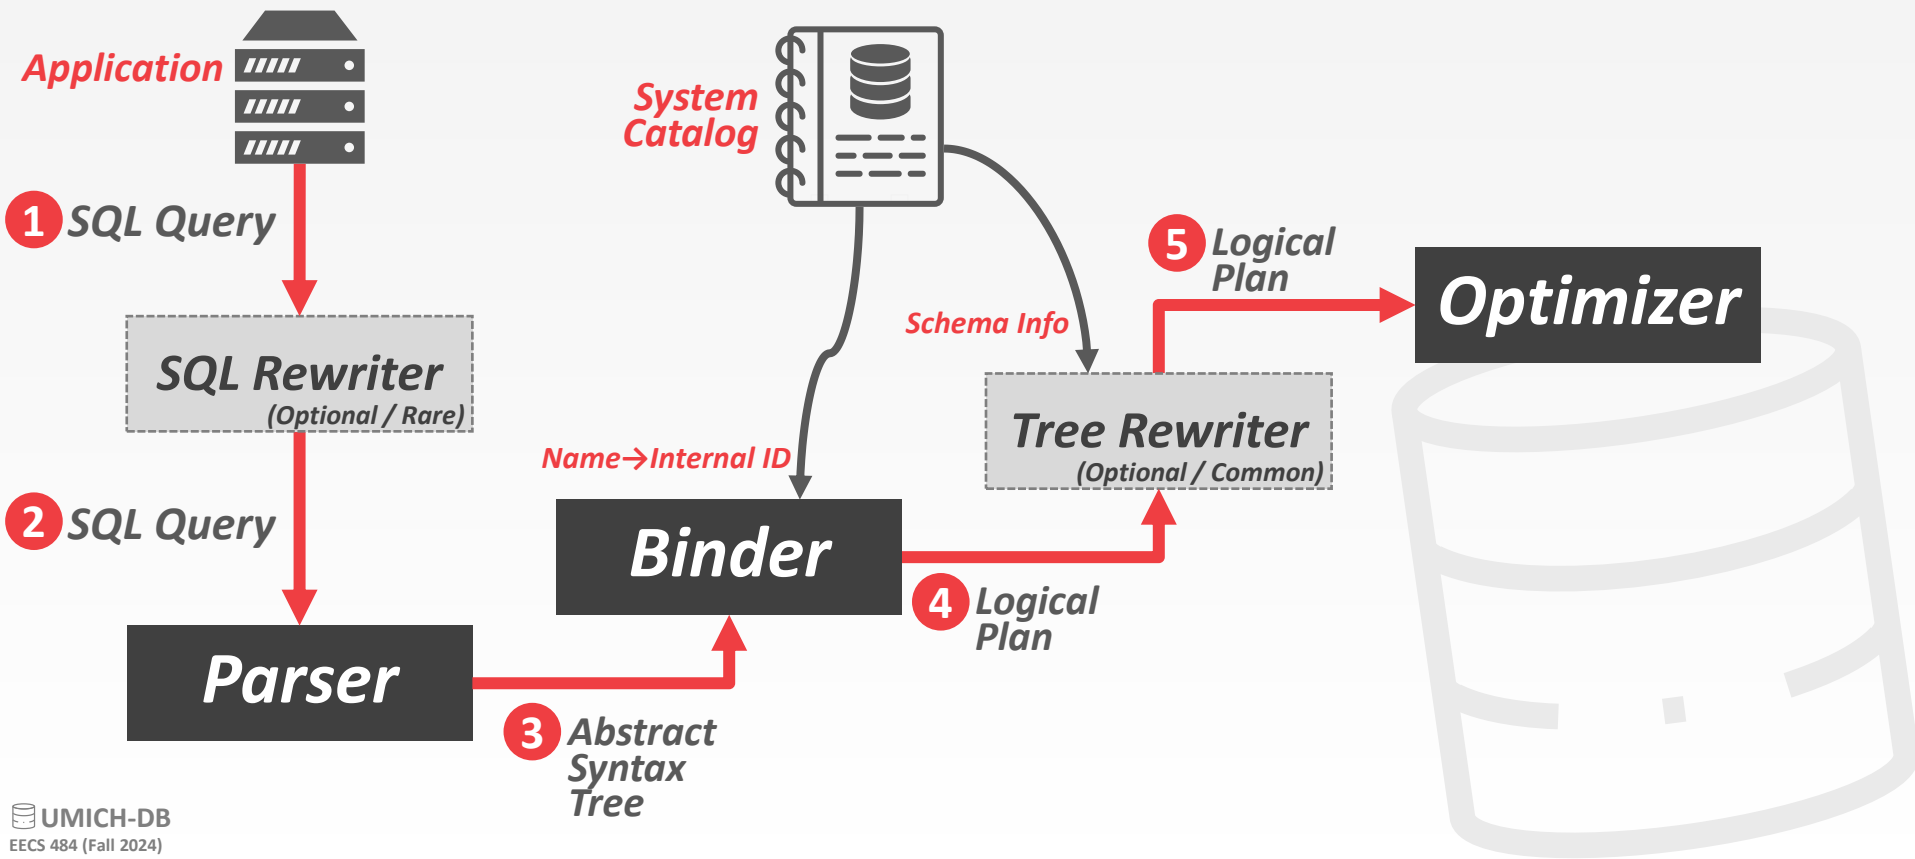 Application
System
Catalog
1 SQL Query
5 Logical
Plan
Optimizer
Schema Info
SQL Rewriter
(Optional / Rare)
Tree Rewriter
(Optional / Common)
Name→Internal ID
2 SQL Query
Binder
4 Logical
Plan
Parser
3 Abstract
Syntax
Tree
UMICH-DB
EECS 484 (Fall 2024)